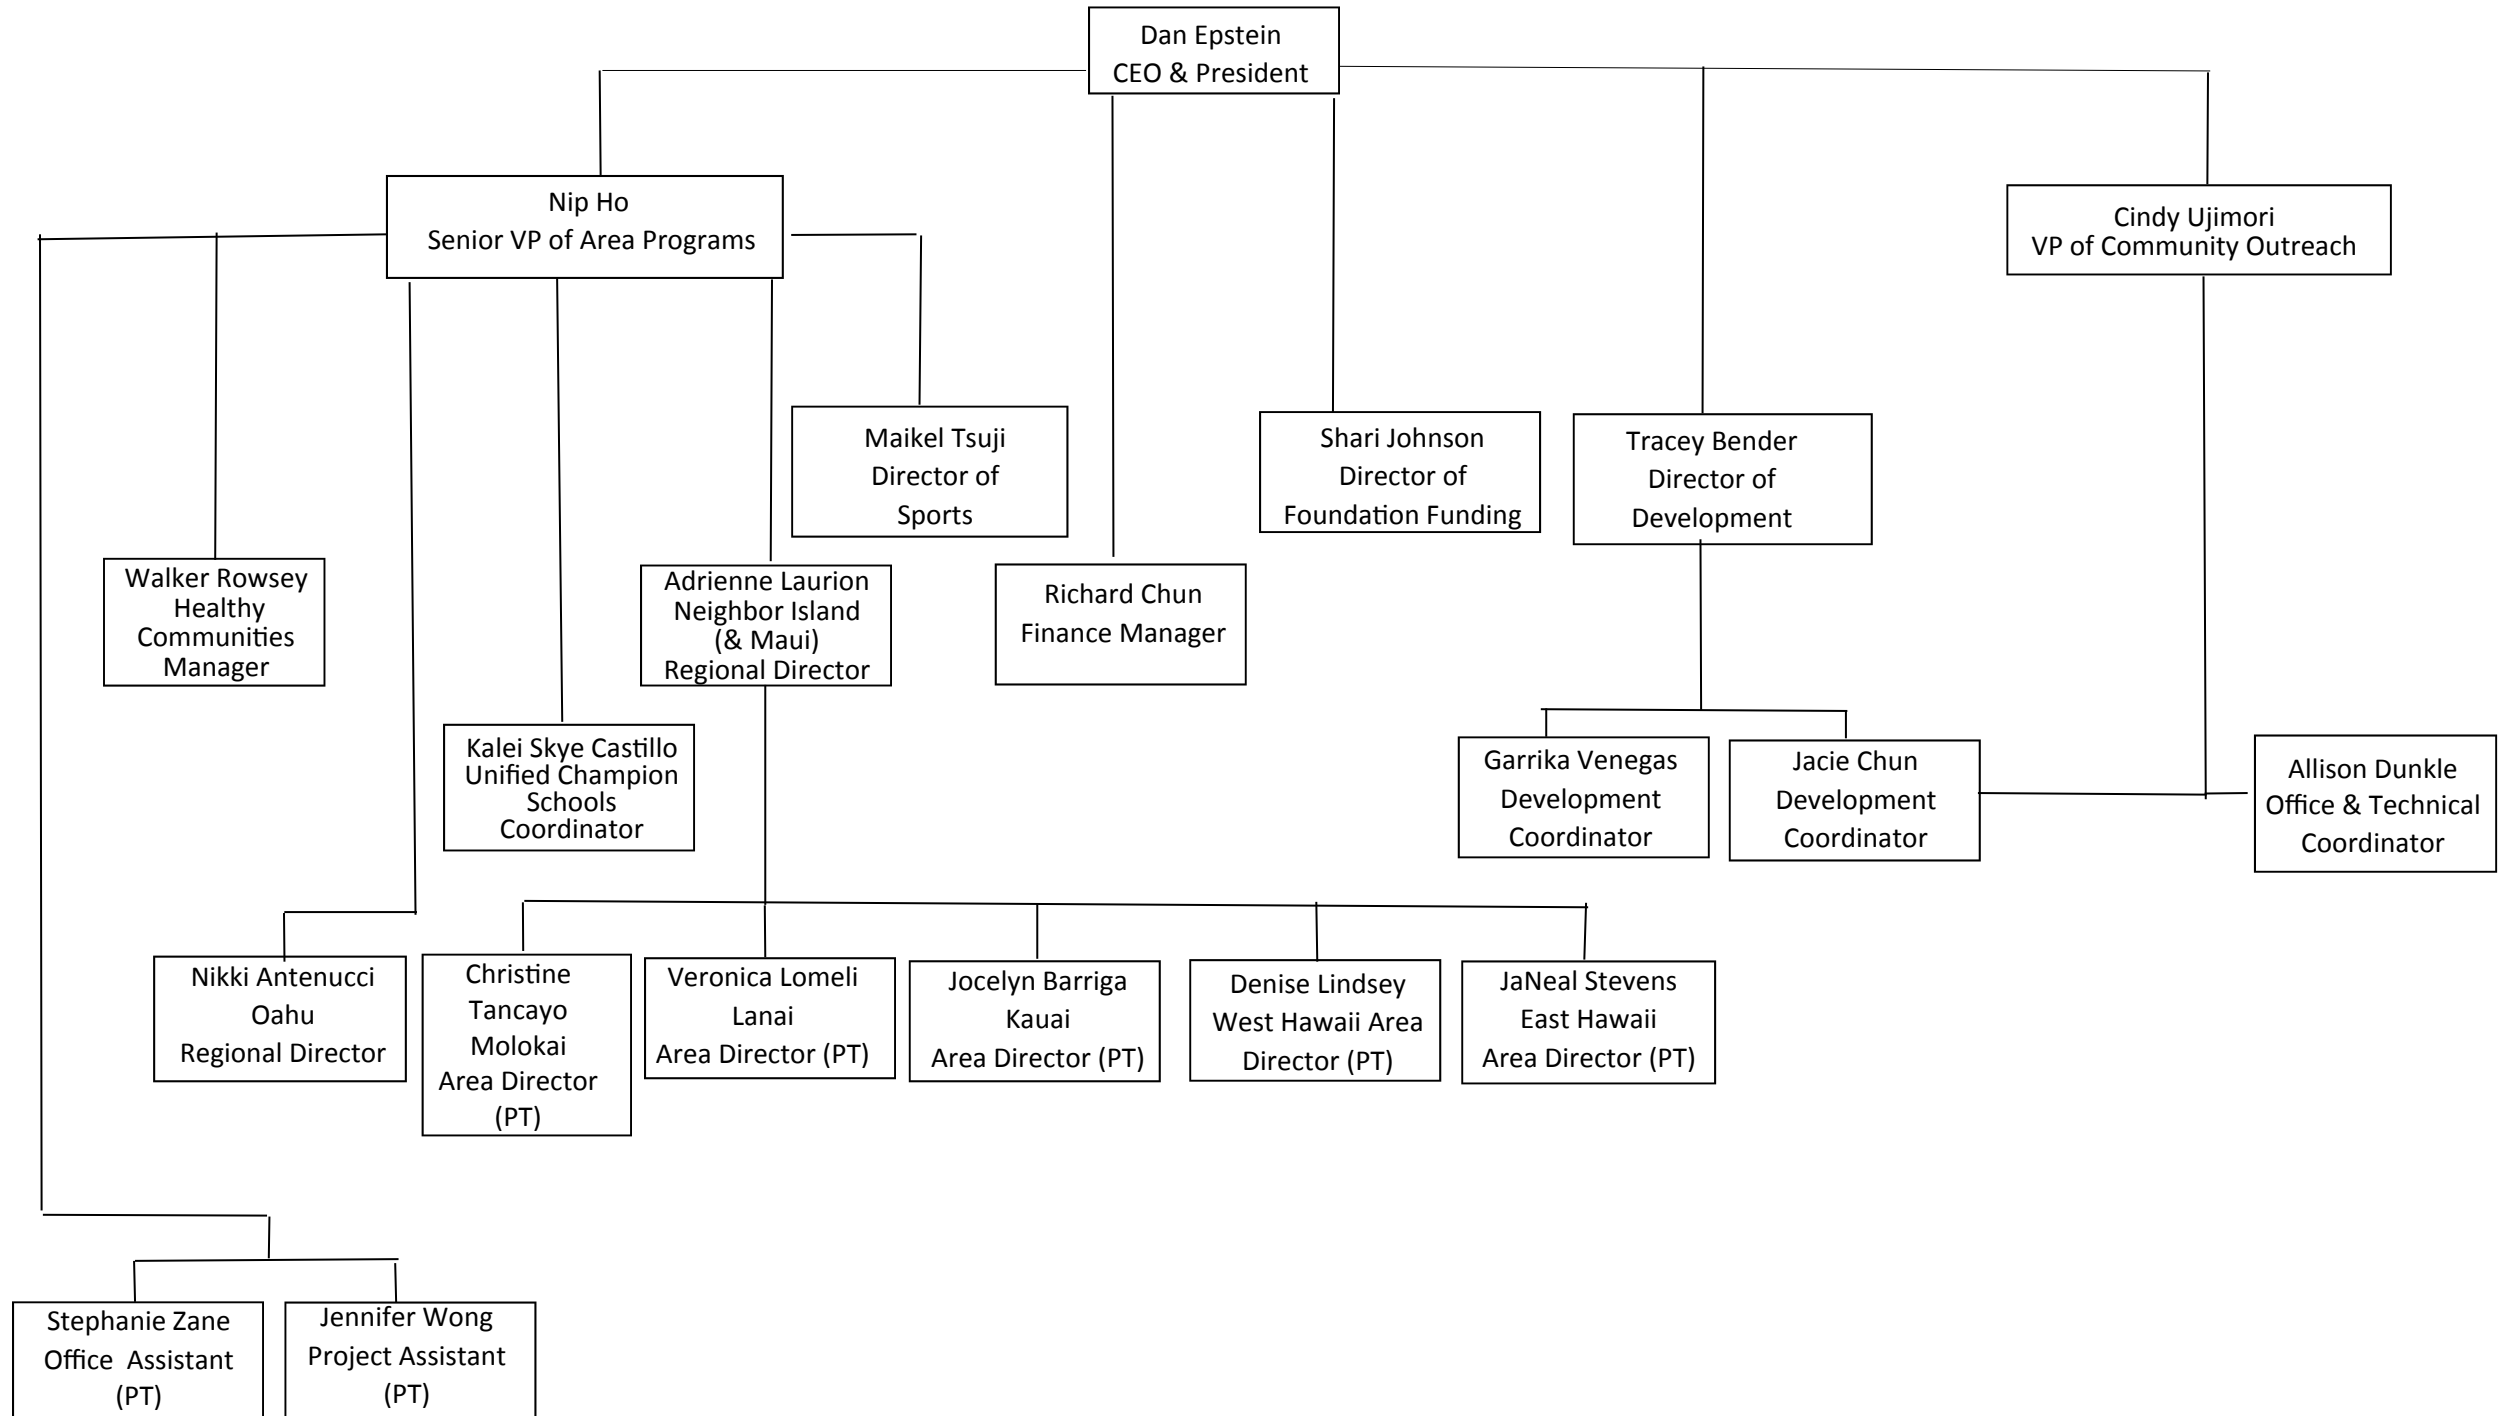 Dan Epstein
CEO & President
Nip Ho
Senior VP of Area Programs
Cindy Ujimori
VP of Community Outreach
Maikel Tsuji
Director of
Sports
Shari Johnson
Director of
Foundation Funding
Tracey Bender
Director of
Development
Walker Rowsey
Healthy
Communities
Manager
Adrienne Laurion
Neighbor Island
(& Maui)
Regional Director
Richard Chun
Finance Manager
Kalei Skye Castillo
Unified Champion
Schools
Coordinator
Garrika Venegas
Development
Coordinator
Jacie Chun
Development
Coordinator
Allison Dunkle
Office & Technical
Coordinator
Nikki Antenucci
Oahu
Regional Director
Christine
Tancayo
Molokai
Area Director
(PT)
Veronica Lomeli
Lanai
Area Director (PT)
Jocelyn Barriga
Kauai
Area Director (PT)
Denise Lindsey
West Hawaii Area
Director (PT)
JaNeal Stevens
East Hawaii
Area Director (PT)
Stephanie Zane
Office  Assistant
(PT)
Jennifer Wong
Project Assistant
(PT)